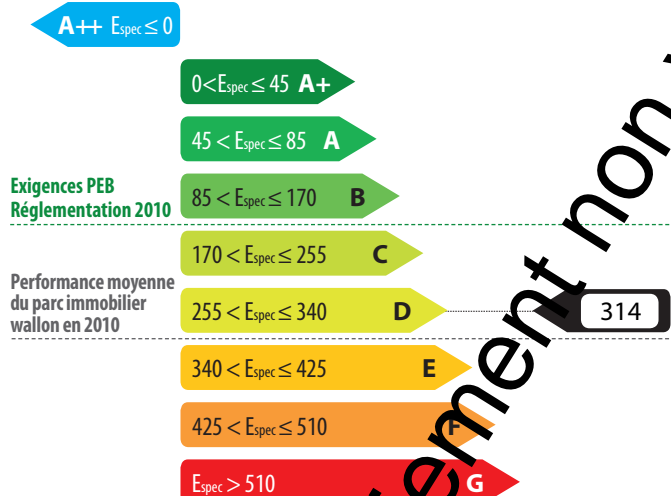 A++ Espec ≤ 0
0<Espec ≤ 45 A+
45 < Espec ≤ 85 A
Exigences PEB
Réglementation 2010
85 < Espec ≤ 170 B
170 < Espec ≤ 255 C
Performance moyenne
du parc immobilier
wallon en 2010
255 < Espec ≤ 340 D
314
340 < Espec ≤ 425 E
425 < Espec ≤ 510 F
Espec > 510 G
ement non